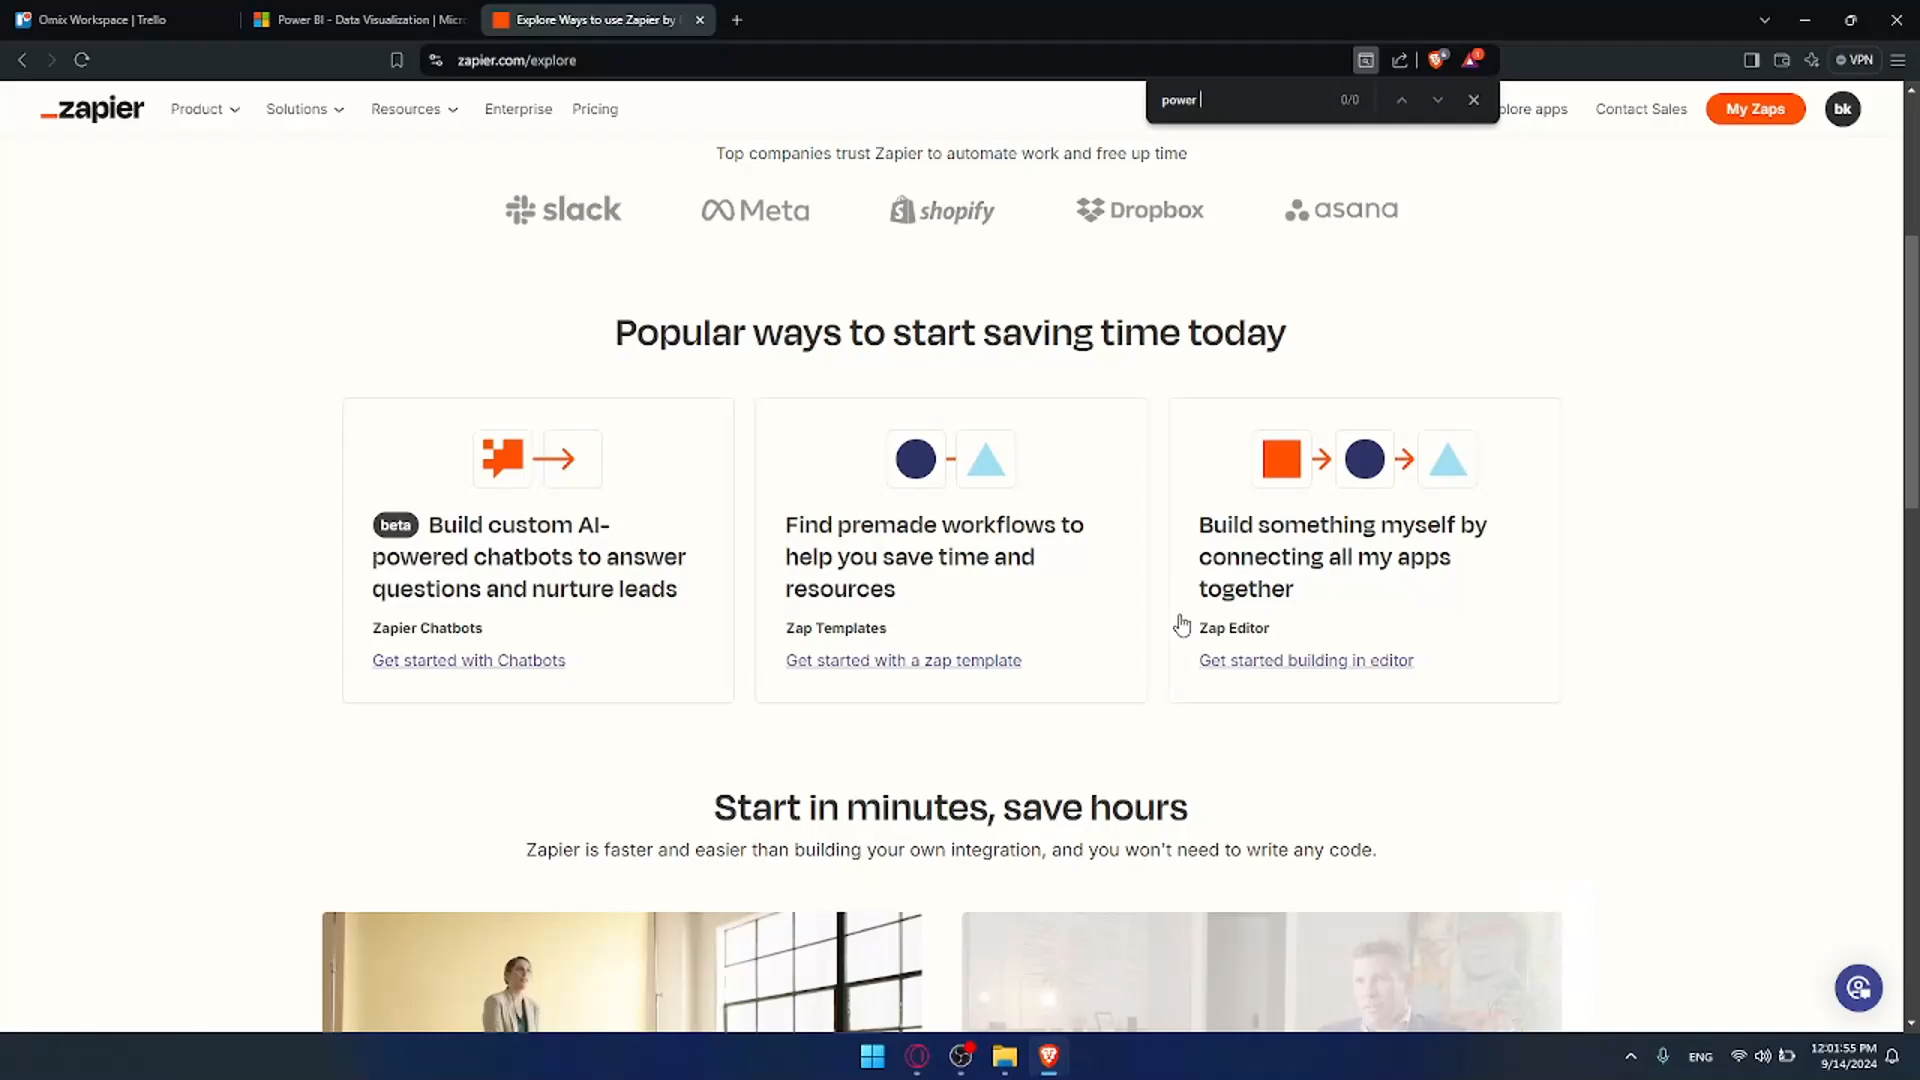 Omix Workspace | Trello
Power BI - Data Visualization | Micr
Explore Ways to use Zapier by
zapier.com/explore
VPN
power
0/0
zapier
Product
Solutions
Resources
Enterprise
Pricing
plore apps
Contact Sales
My Zaps
bk
Top companies trust Zapier to automate work and free up time
slack
Meta
shopify
Dropbox
asana
Popular ways to start saving time today
beta Build custom AI-
powered chatbots to answer
questions and nurture leads
Zapier Chatbots
Get started with Chatbots
Find premade workflows to
help you save time and
resources
Zap Templates
Get started with a zap template
Build something myself by
connecting all my apps
together
Zap Editor
Get started building in editor
Start in minutes, save hours
Zapier is faster and easier than building your own integration, and you won't need to write any code.
ENG
12:01:55 PM
9/14/2024